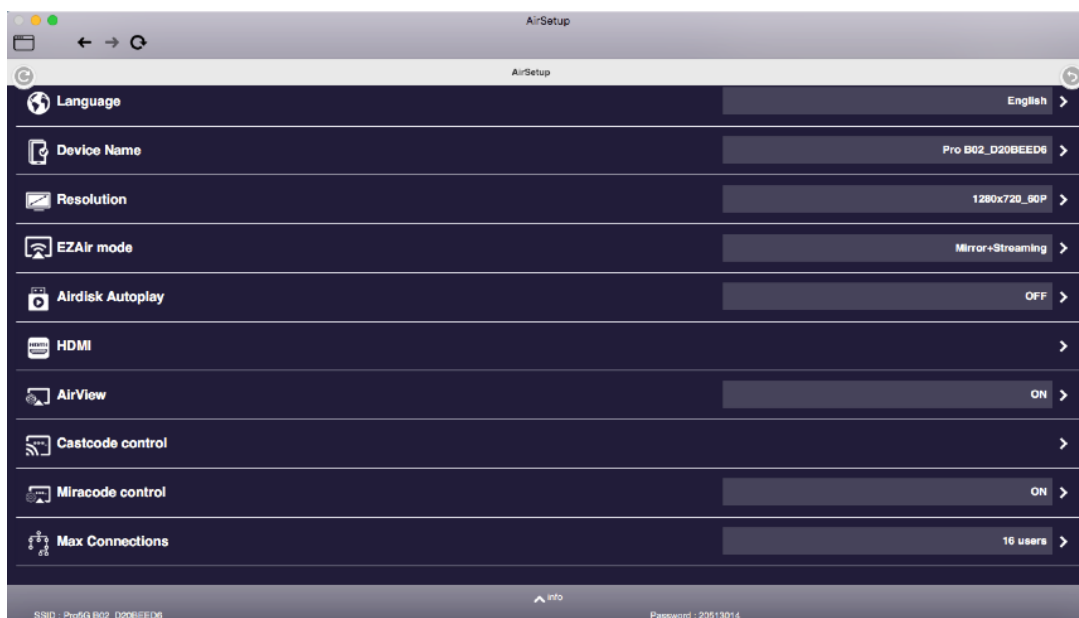 AirSetup
AirSetup
Language English
Device Name Pro B02_D20BEED6
Resolution 1280x720_60P
EZAir mode Mirror+Streaming
Airdisk Autoplay OFF
HDMI
AirView ON
Castcode control
Miracode control ON
Max Connections 16 users
info
SSID : Pro5G B02_D20BEED6 Password : 20513014